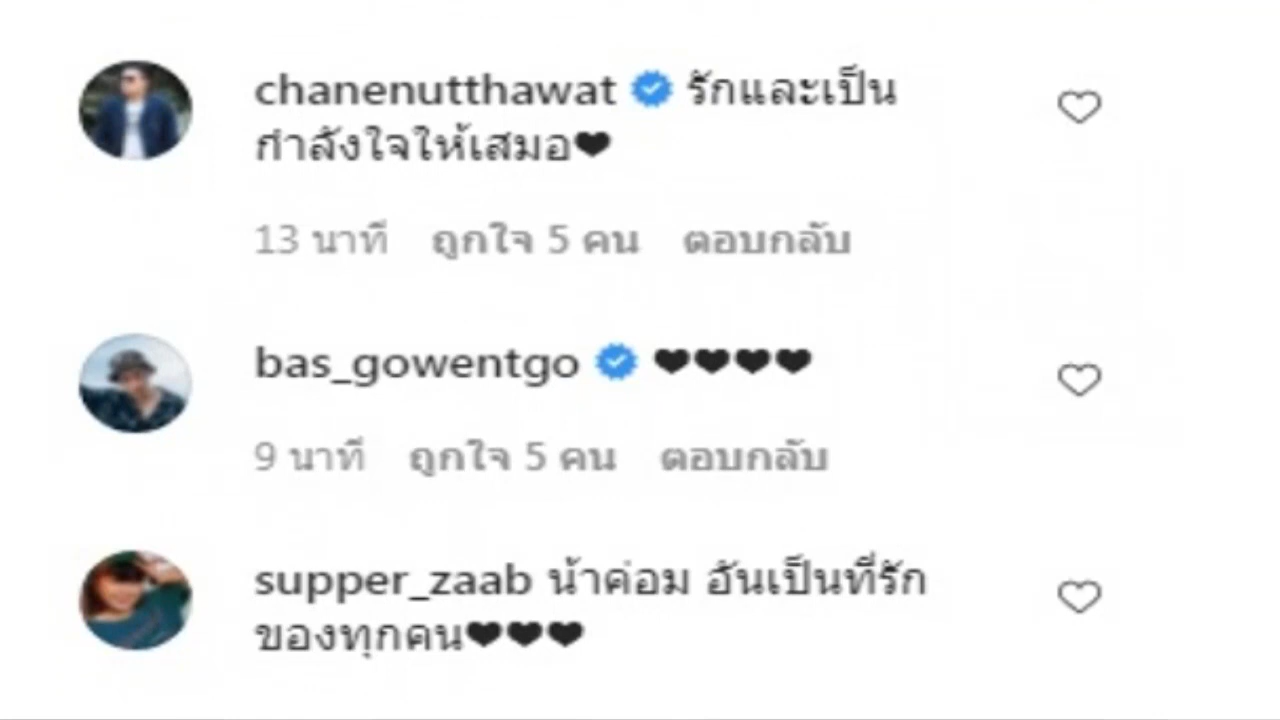 chanenutthawat รักและเป็น
กำลังใจให้เสมอ🖤
13 นาที ถูกใจ 5 คน ตอบกลับ
bas_gowentgo 🖤🖤🖤🖤
9 นาที ถูกใจ 5 คน ตอบกลับ
supper_zaab น้าค่อม อันเป็นที่รัก
ของทุกคน🖤🖤🖤